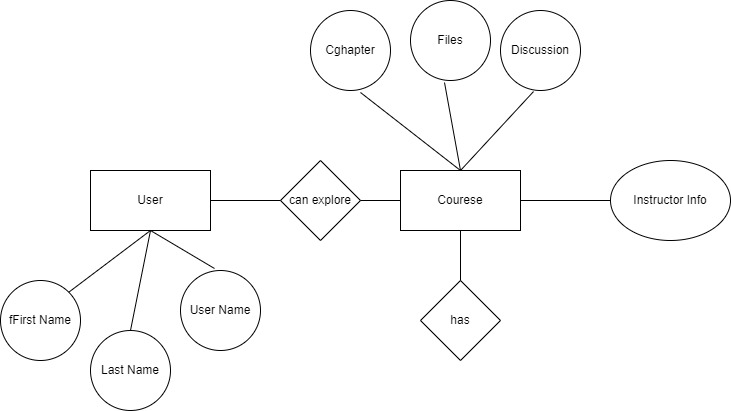 Cghapter
Files
Discussion
User
can explore
Courese
Instructor Info
fFirst Name
User Name
Last Name
has